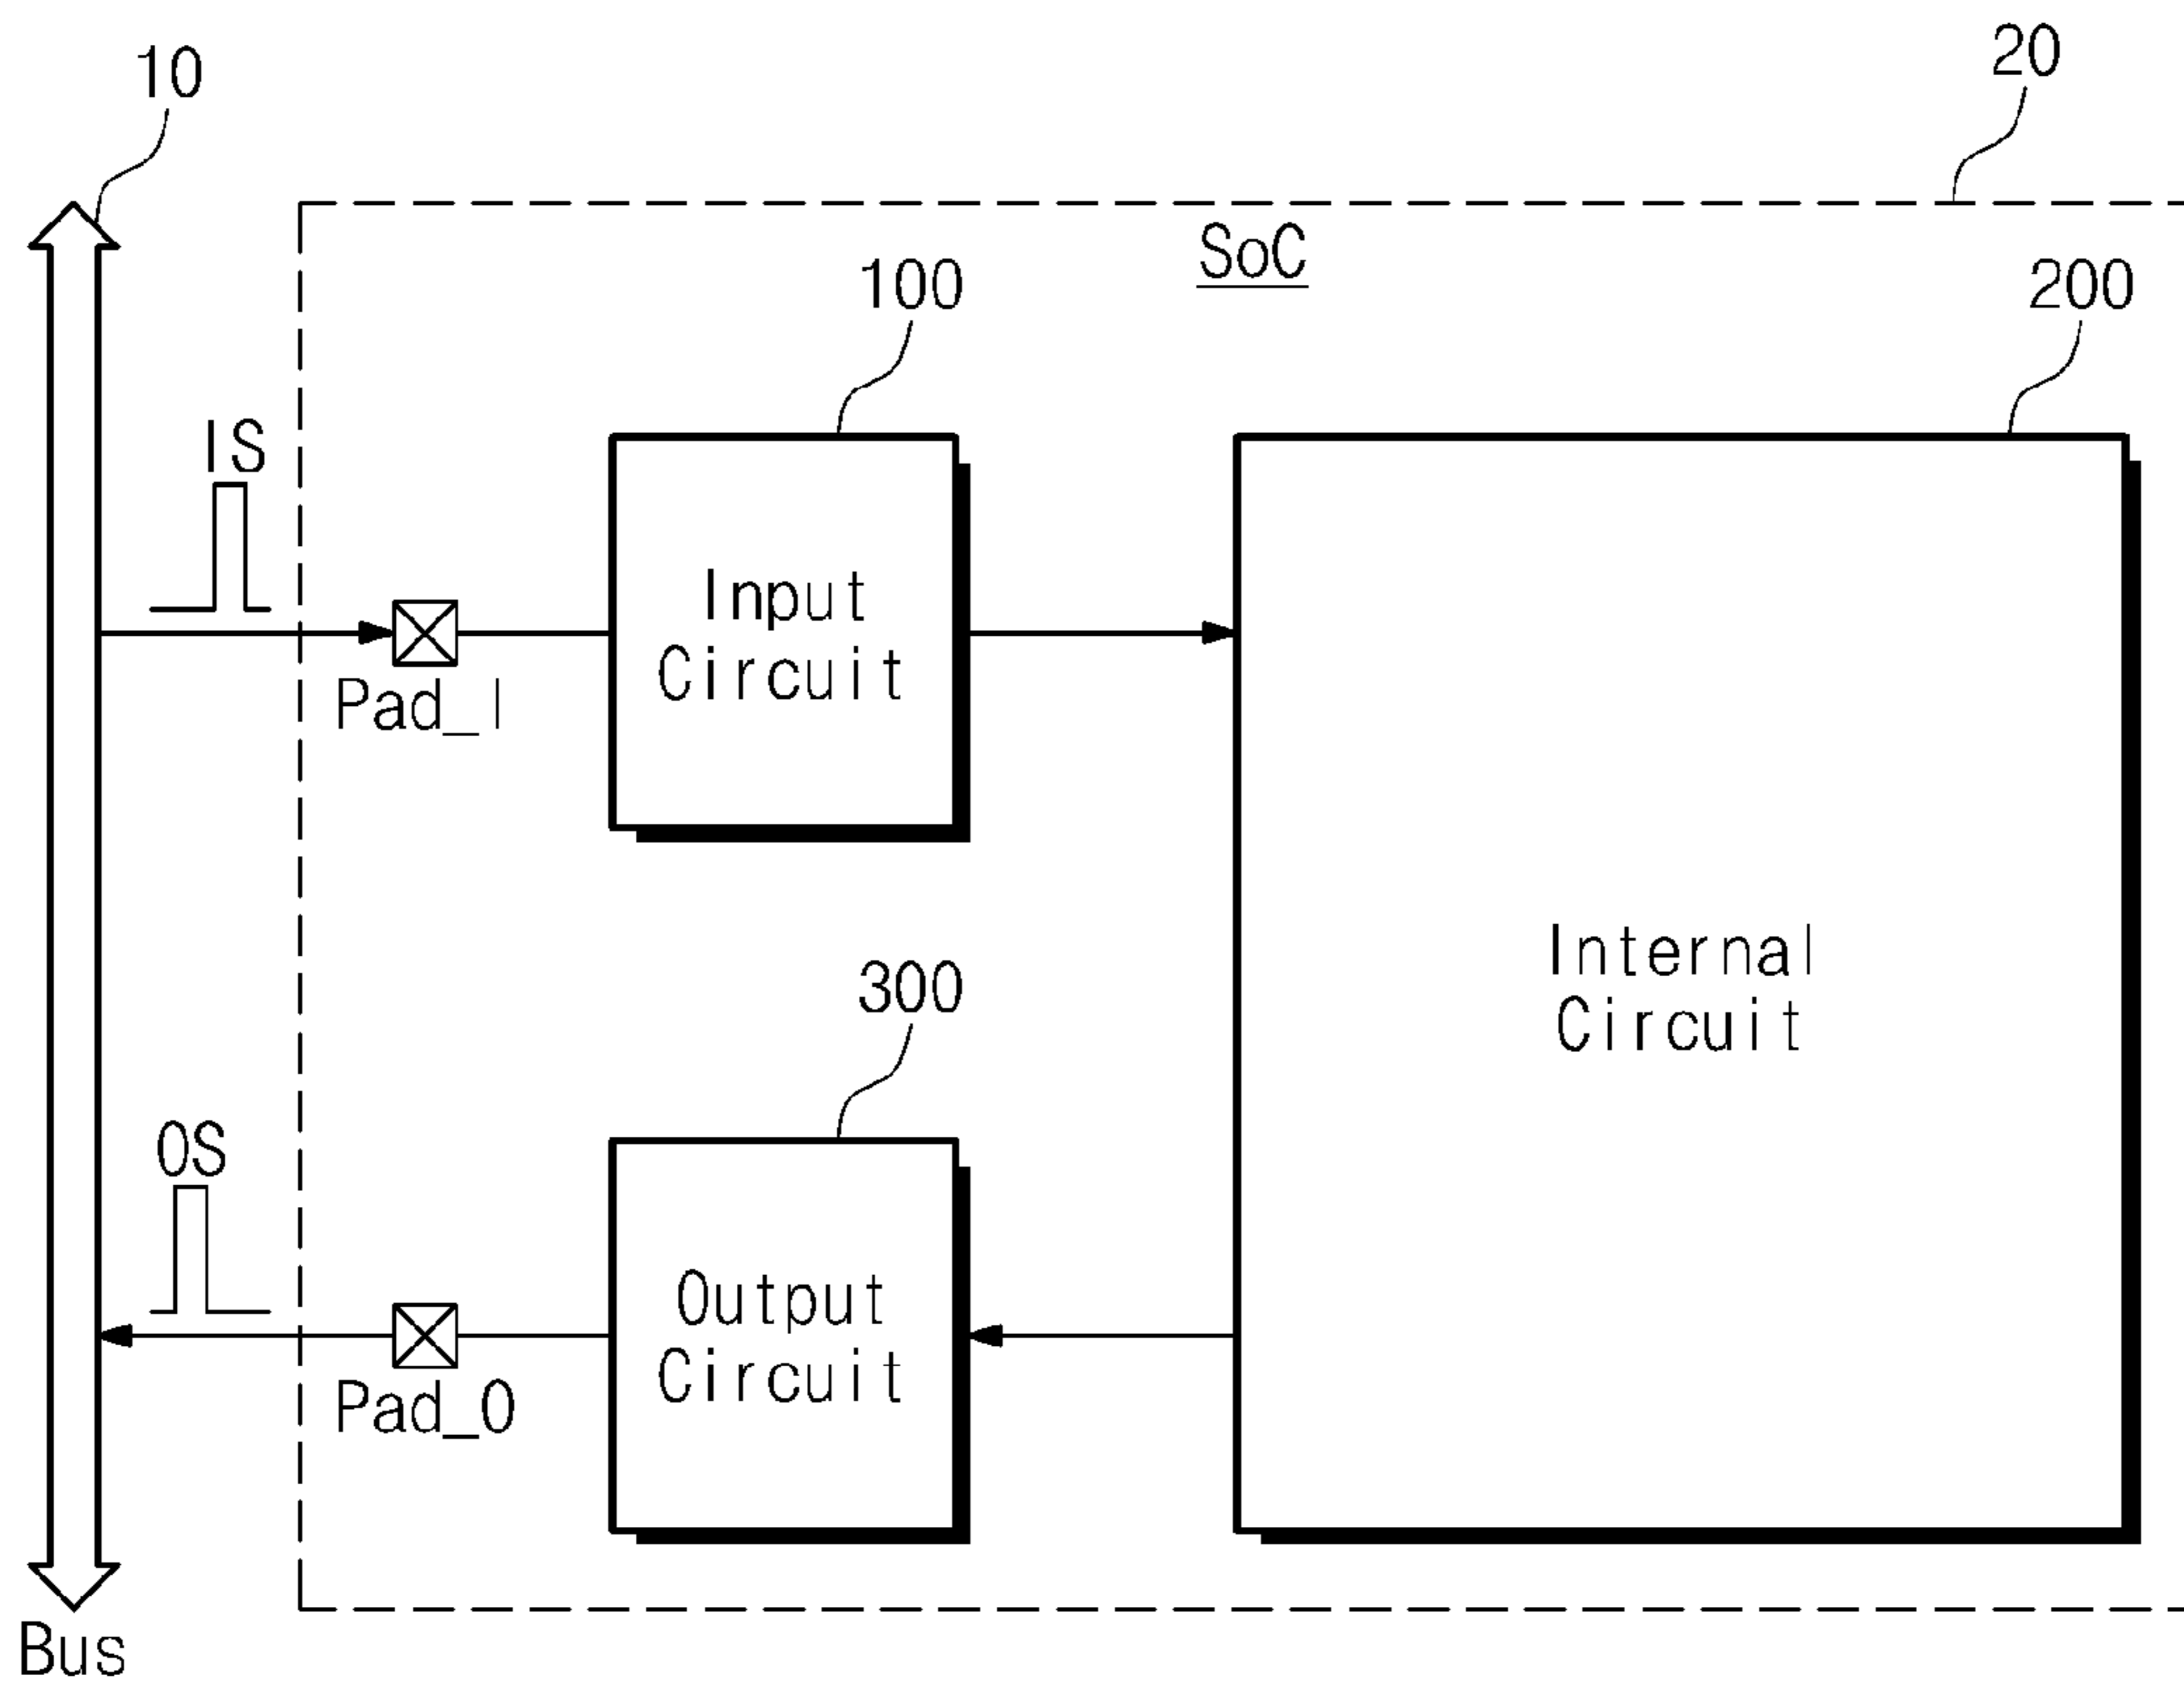 10
20
SoC
100
200
IS
Input
Circuit
Pad_I
Internal
Circuit
300
OS
Output
Circuit
Pad_O
Bus